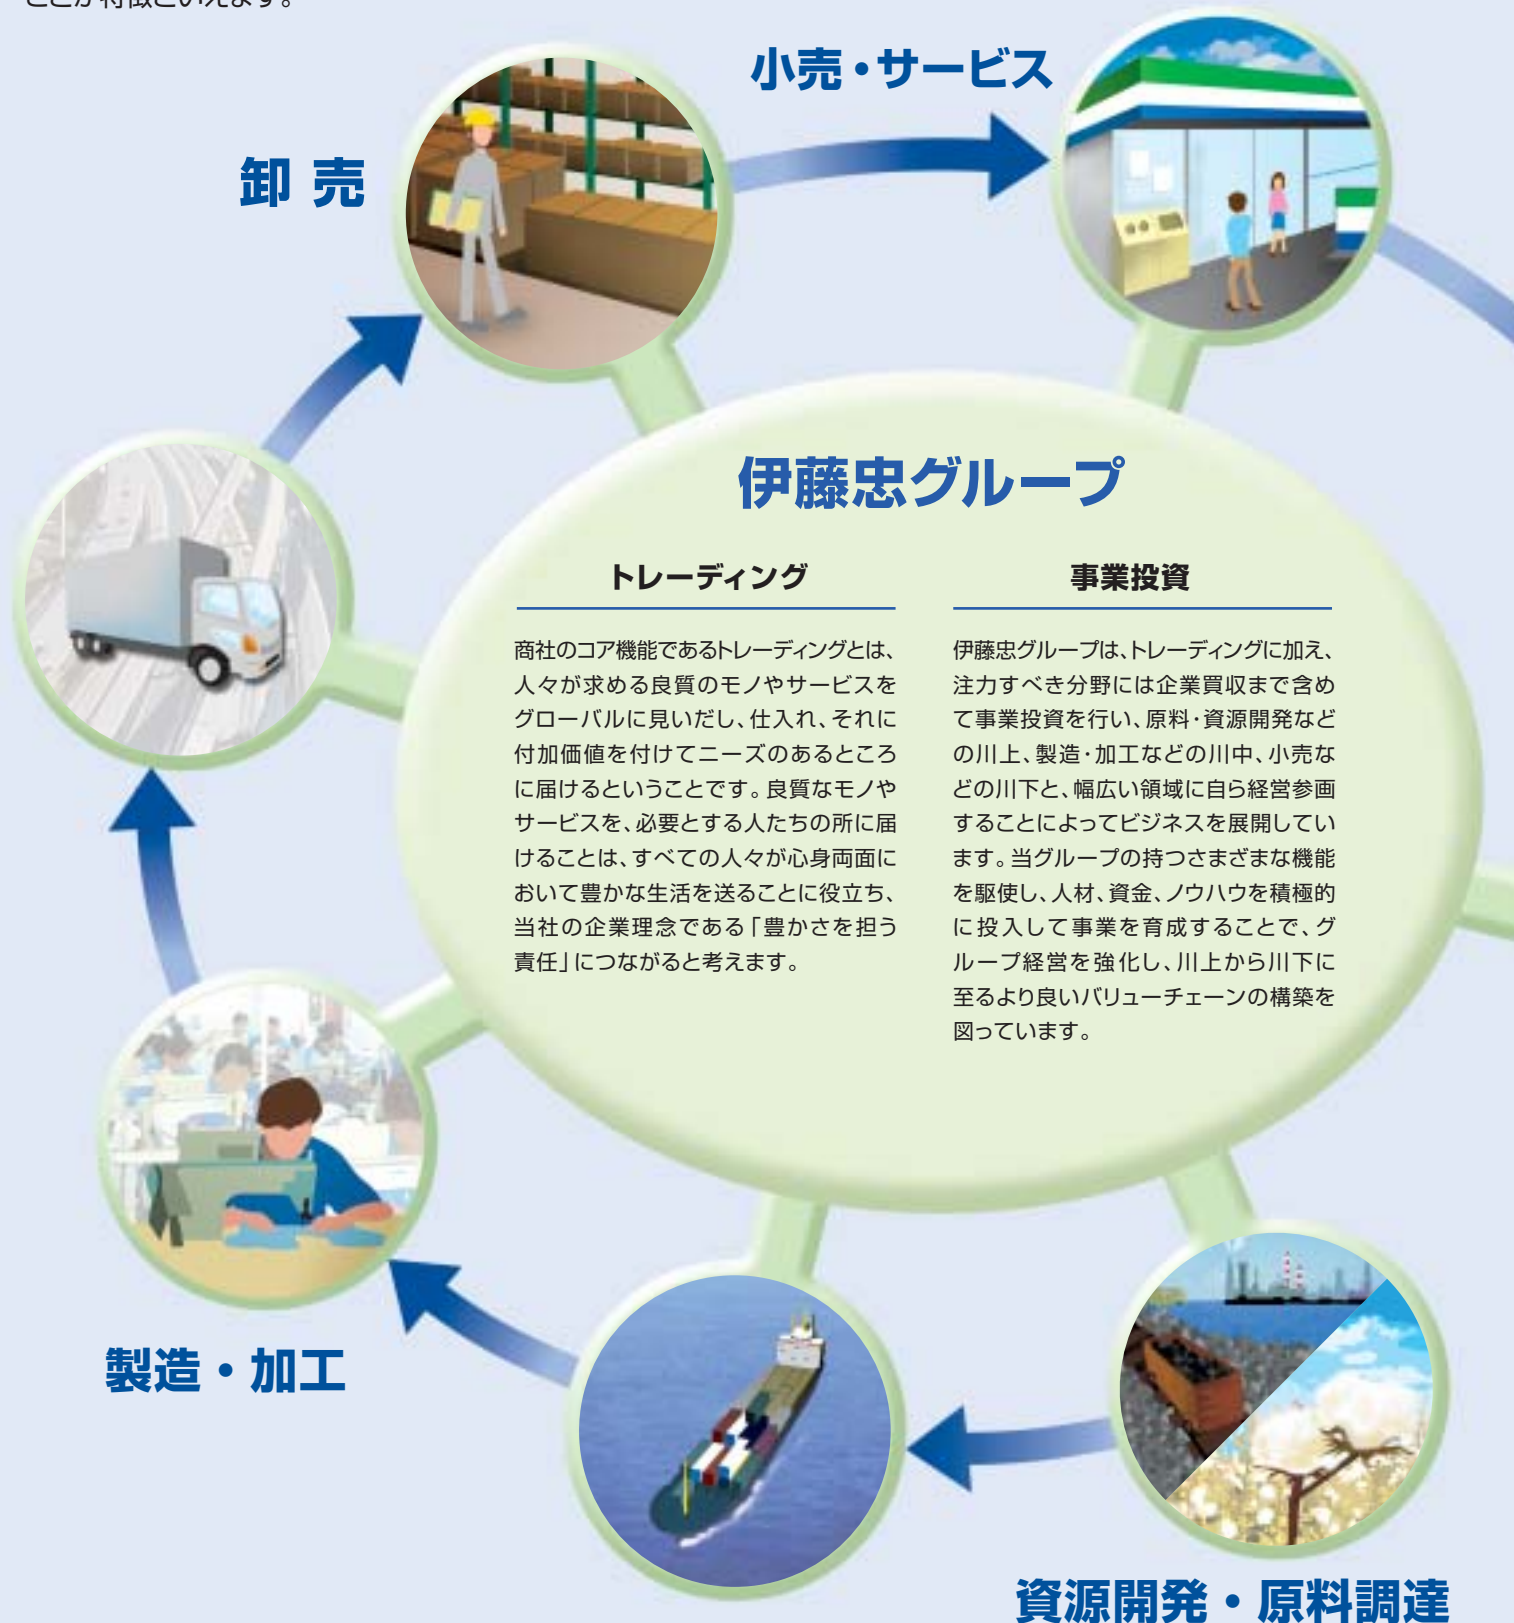 ここが特徴といえます。
小売・サービス
卸 売
伊藤忠グループ
トレーディング
商社のコア機能であるトレーディングとは、
人々が求める良質のモノやサービスを
グローバルに見いだし、仕入れ、それに
付加価値を付けてニーズのあるところ
に届けるということです。良質なモノや
サービスを、必要とする人たちの所に届
けることは、すべての人々が心身両面に
おいて豊かな生活を送ることに役立ち、
当社の企業理念である「豊かさを担う
責任」につながると考えます。
事業投資
伊藤忠グループは、トレーディングに加え、
注力すべき分野には企業買収まで含め
て事業投資を行い、原料・資源開発など
の川上、製造・加工などの川中、小売な
どの川下と、幅広い領域に自ら経営参画
することによってビジネスを展開してい
ます。当グループの持つさまざまな機能
を駆使し、人材、資金、ノウハウを積極的
に投入して事業を育成することで、グ
ループ経営を強化し、川上から川下に
至るより良いバリューチェーンの構築を
図っています。
製造・加工
資源開発・原料調達